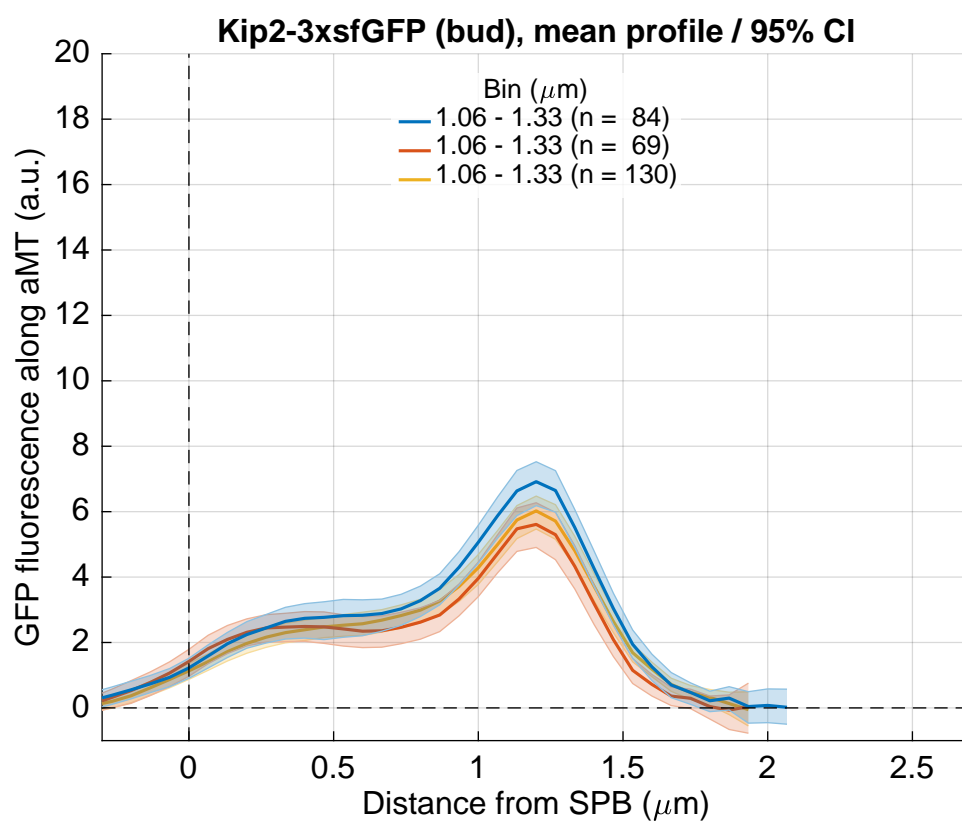 Kip2-3xsfGFP (bud), mean profile / 95% CI
20
18
16
14
12
10
8
6
4
2
0
GFP fluorescence along aMT (a.u.)
Bin (μm)
1.06 - 1.33 (n = 84)
1.06 - 1.33 (n = 69)
1.06 - 1.33 (n = 130)
0 0.5 1 1.5 2 2.5
Distance from SPB (μm)